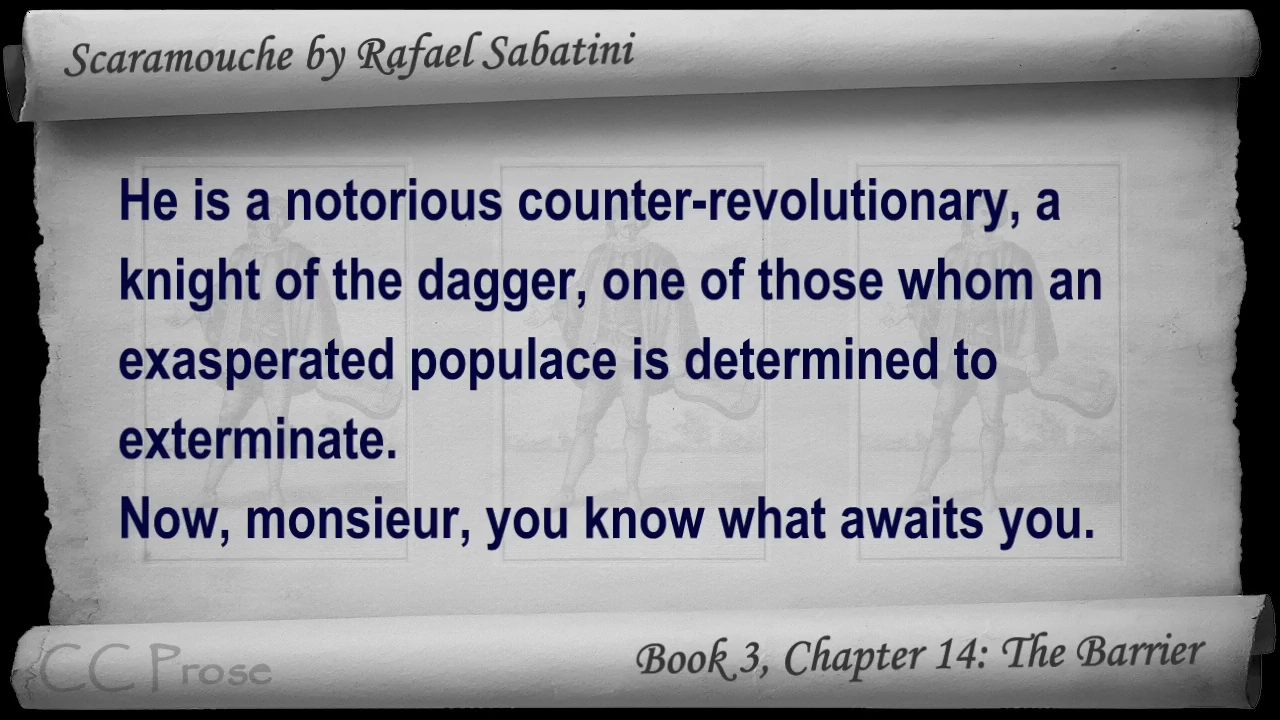 Scaramouche by Rafael Sabatini
He is a notorious counter-revolutionary, a
knight of the dagger, one of those whom an
exasperated populace is determined to
exterminate.
Now, monsieur, you know what awaits you.
CC Prose
Book 3, Chapter 14: The Barrier